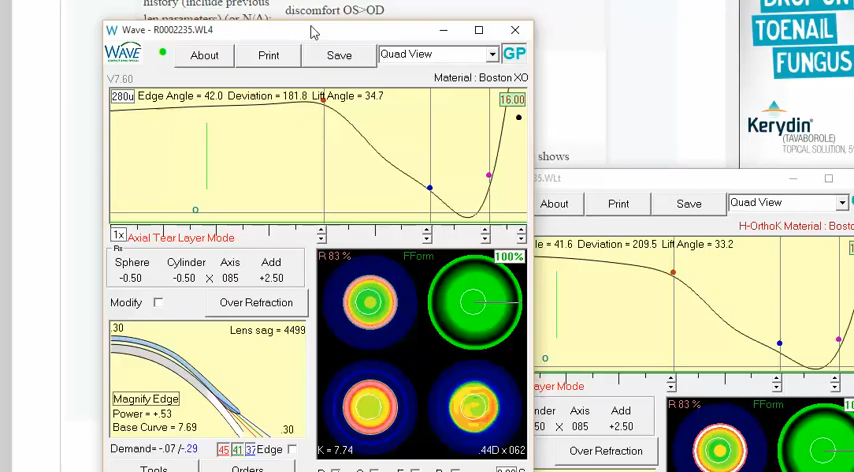 history (include previous
len parameters) (or N/A):
discomfort OS>OD
Wave - R0002235.WL4
WAVE
About
Print
Save
Quad View
GP
V7.60
Material : Boston XO
280u
Edge Angle = 42.0 Deviation = 181.8 Lift Angle = 34.7
16.00
o
1x
Axial Tear Layer Mode
Rx
Sphere Cylinder Axis Add
-0.50 -0.50 X 085 +2.50
Modify
Over Refraction
.30
Lens sag = 4499
Magnify Edge
Power = +.53
Base Curve = 7.69
.30
Demand= -.07 /-.29
45 41 37 Edge
Tools
Orders
R 83 %
FForm
100%
K = 7.74
.44D x 062
shows
35.WLt
About
Print
Save
Quad View
H-OrthoK Material : Bosto
le = 41.6 Deviation = 209.5 Lift Angle = 33.2
o
ayer Mode
nder Axis Add
.50 X 085 +2.50
Over Refraction
R 83 %
FForm
10
DROP ON
TOENAIL
FUNGUS
Kerydin
(TAVABOROLE)
TOPICAL SOLUTION, 5